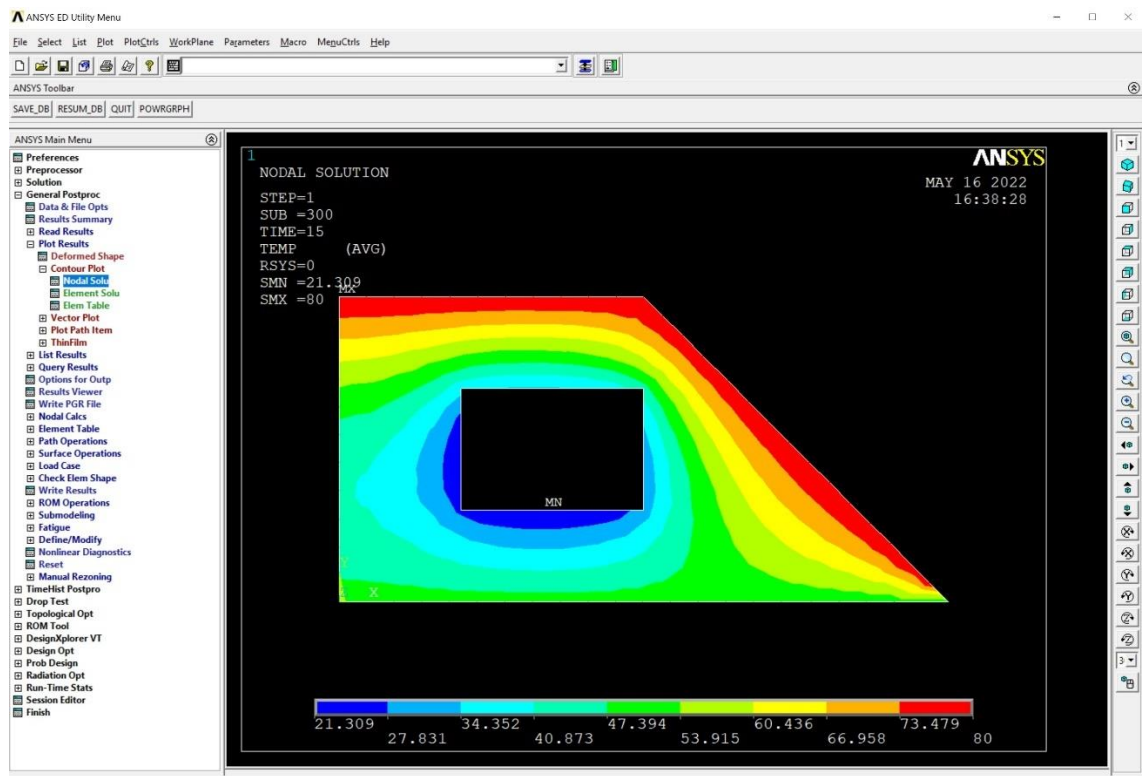 ANSYS ED Utility Menu
File Select List Plot PlotCtrls WorkPlane Parameters Macro MenuCtrls Help
ANSYS Toolbar
SAVE_DB RESUM_DB QUIT POWRGRPH
ANSYS Main Menu
Preferences
Preprocessor
Solution
General Postproc
Data & File Opts
Results Summary
Read Results
Plot Results
Deformed Shape
Contour Plot
Nodal Solu
Element Solu
Elem Table
Vector Plot
Plot Path Item
ThinFilm
List Results
Query Results
Options for Outp
Results Viewer
Write PGR File
Nodal Calcs
Element Table
Path Operations
Surface Operations
Load Case
Check Elem Shape
Write Results
ROM Operations
Submodeling
Fatigue
Define/Modify
Nonlinear Diagnostics
Reset
Manual Rezoning
TimeHist Postpro
Drop Test
Topological Opt
ROM Tool
DesignXplorer VT
Design Opt
Prob Design
Radiation Opt
Run-Time Stats
Session Editor
Finish
1
NODAL SOLUTION
STEP=1
SUB =300
TIME=15
TEMP (AVG)
RSYS=0
SMN =21.309
SMX =80
ANSYS
MAY 16 2022
16:38:28
MX
MN
Y
X
21.309 34.352 47.394 60.436 73.479
27.831 40.873 53.915 66.958 80
1
3